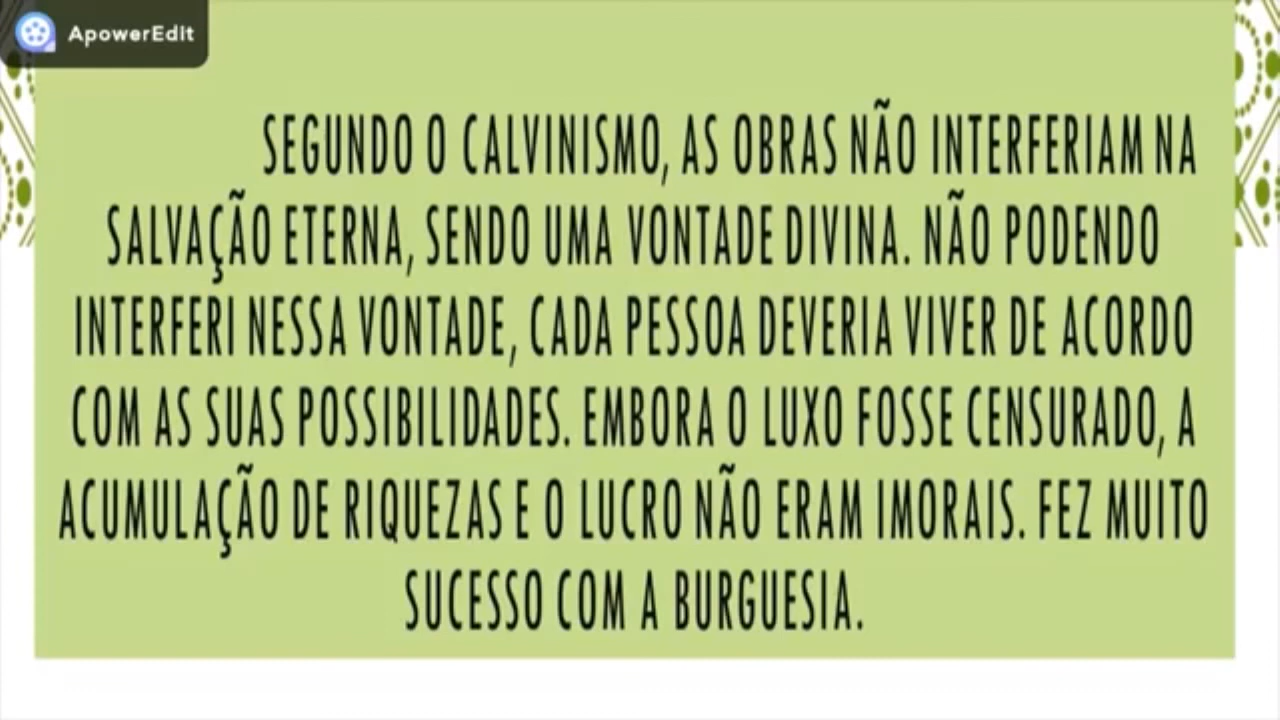 ApowerEdit
SEGUNDO O CALVINISMO, AS OBRAS NÃO INTERFERIAM NA
SALVAÇÃO ETERNA, SENDO UMA VONTADE DIVINA. NÃO PODENDO
INTERFERI NESSA VONTADE, CADA PESSOA DEVERIA VIVER DE ACORDO
COM AS SUAS POSSIBILIDADES. EMBORA O LUXO FOSSE CENSURADO, A
ACUMULAÇÃO DE RIQUEZAS E O LUCRO NÃO ERAM IMORAIS. FEZ MUITO
SUCESSO COM A BURGUESIA.